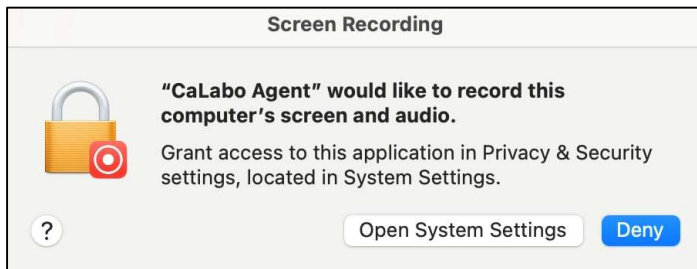 Screen Recording
“CaLabo Agent” would like to record this
computer’s screen and audio.
Grant access to this application in Privacy & Security
settings, located in System Settings.
?
Open System Settings
Deny